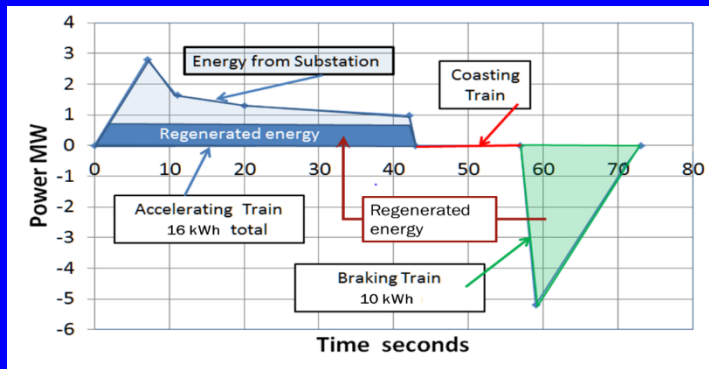 Power MW
4
3
2
1
0
-1
-2
-3
-4
-5
-6
Energy from Substation
Coasting
Train
Regenerated energy
0 10 20 30 40 50 60 70 80
Accelerating Train
16 kWh total
Regenerated
energy
Braking Train
10 kWh
Time seconds